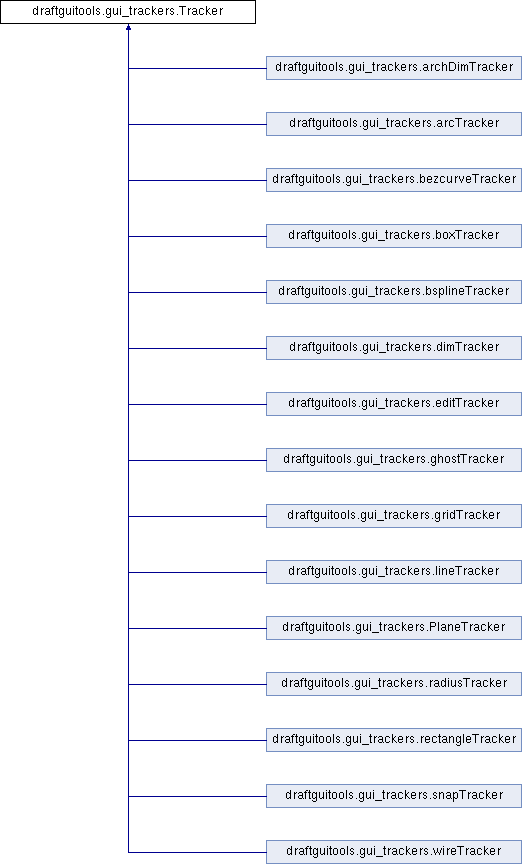 draftguitools.gui_trackers.Tracker
draftguitools.gui_trackers.archDimTracker
draftguitools.gui_trackers.arcTracker
draftguitools.gui_trackers.bezcurveTracker
draftguitools.gui_trackers.boxTracker
draftguitools.gui_trackers.bsplineTracker
draftguitools.gui_trackers.dimTracker
draftguitools.gui_trackers.editTracker
draftguitools.gui_trackers.ghostTracker
draftguitools.gui_trackers.gridTracker
draftguitools.gui_trackers.lineTracker
draftguitools.gui_trackers.PlaneTracker
draftguitools.gui_trackers.radiusTracker
draftguitools.gui_trackers.rectangleTracker
draftguitools.gui_trackers.snapTracker
draftguitools.gui_trackers.wireTracker